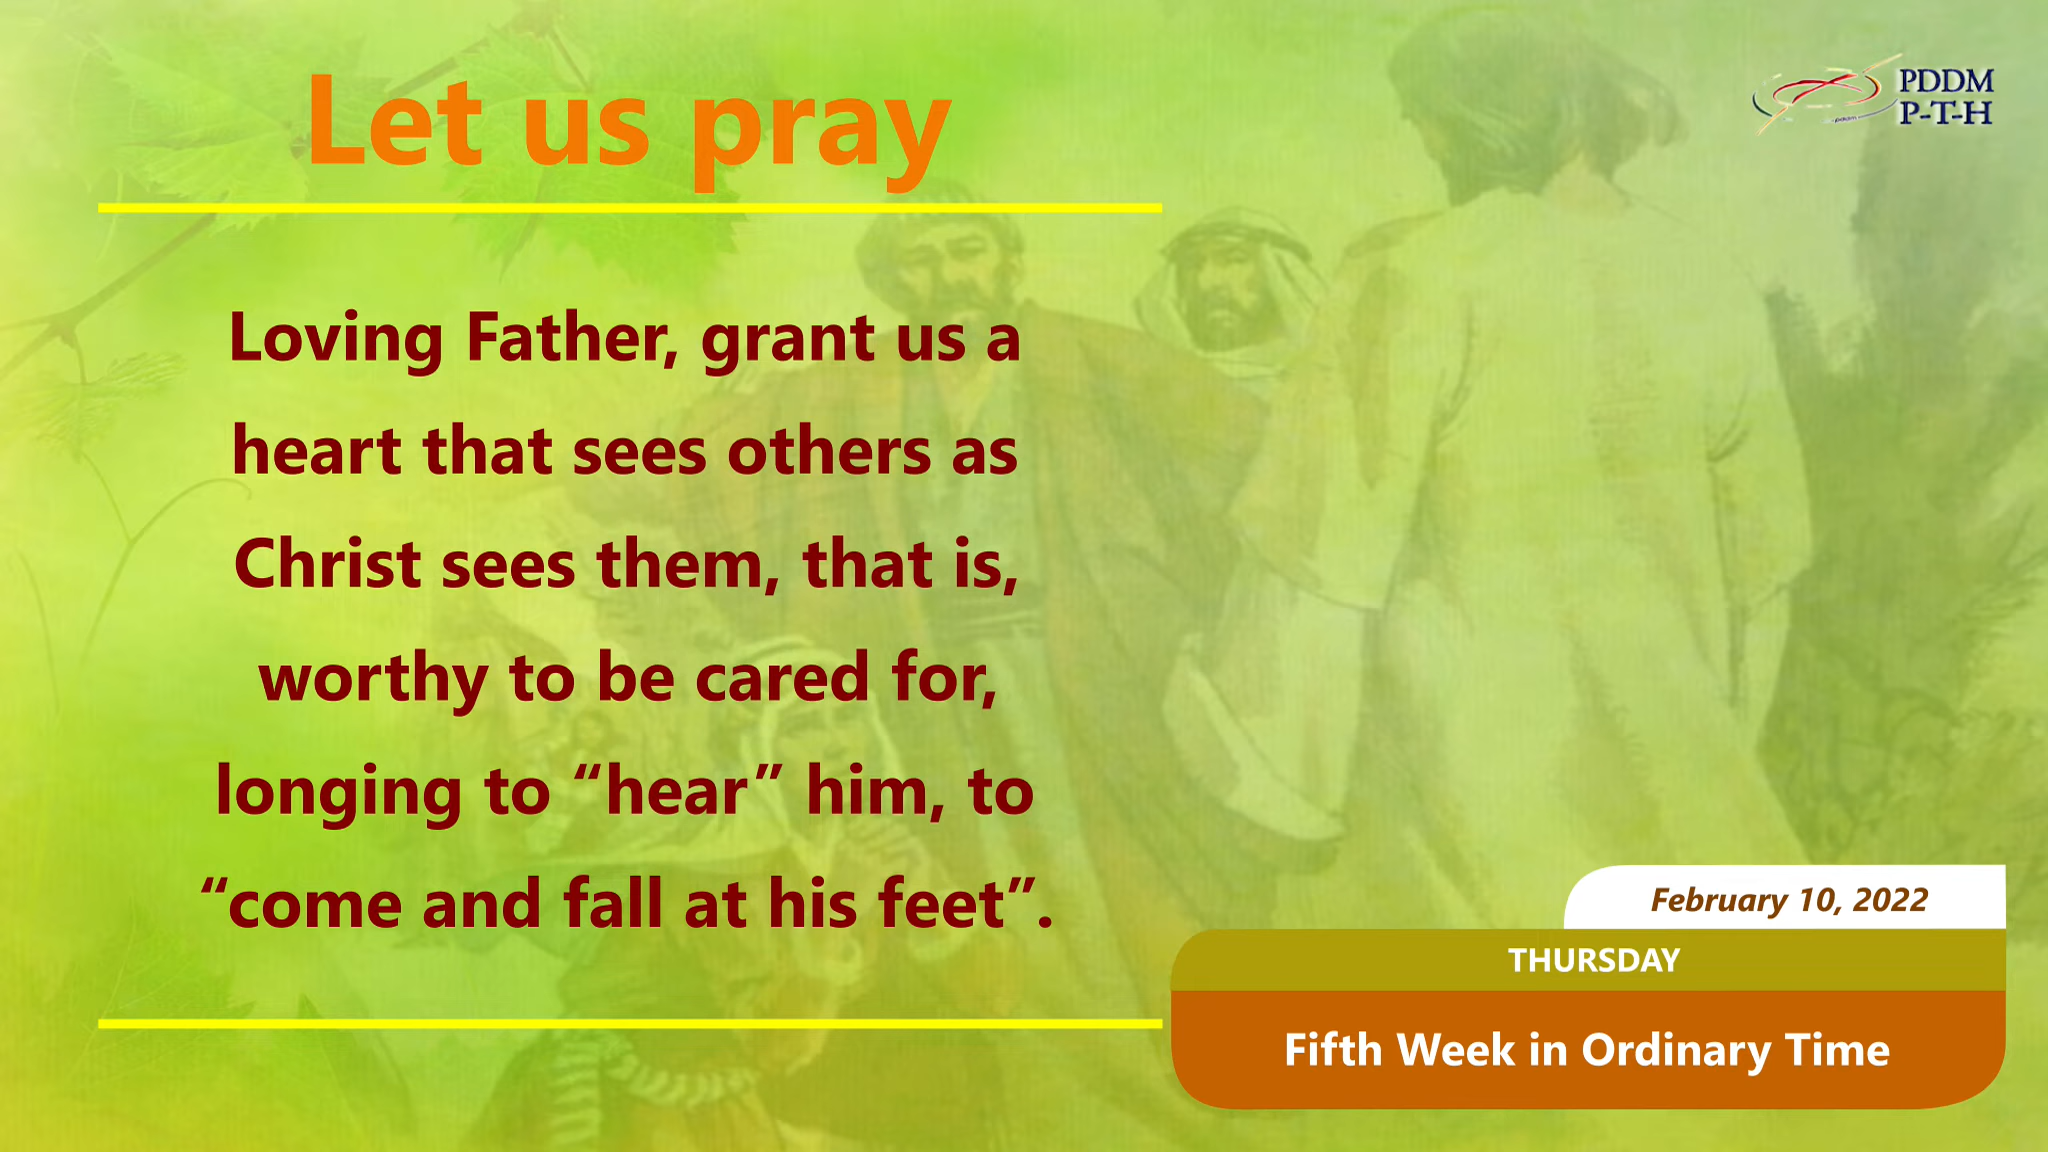 Let us pray
PDDM
P-T-H
pddm
Loving Father, grant us a
heart that sees others as
Christ sees them, that is,
worthy to be cared for,
longing to “hear” him, to
“come and fall at his feet”.
February 10, 2022
THURSDAY
Fifth Week in Ordinary Time